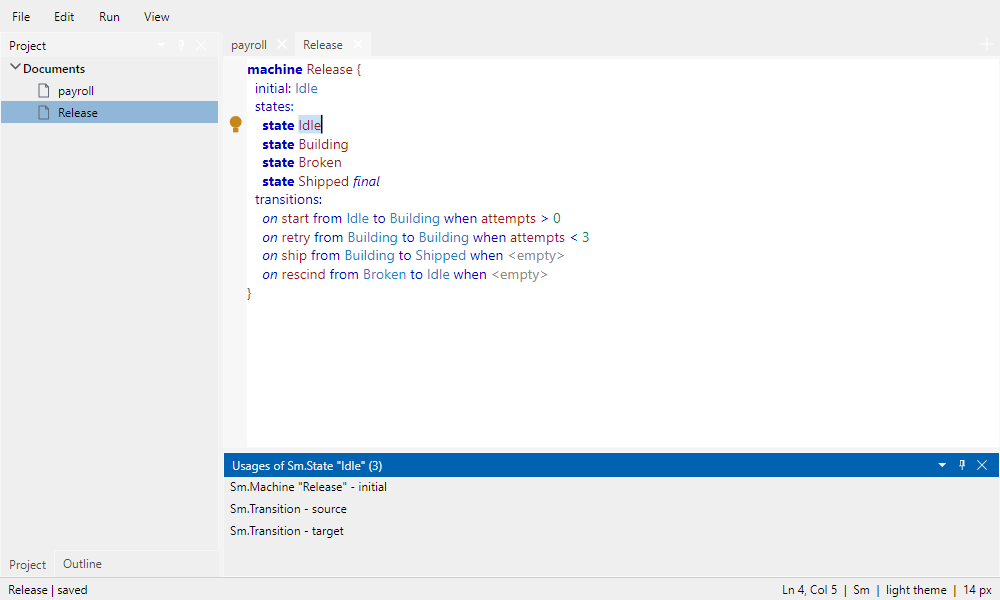 File Edit Run View
Project
payroll Release
Documents
payroll
Release
machine Release {
initial: Idle
states:
state Idle
state Building
state Broken
state Shipped final
transitions:
on start from Idle to Building when attempts > 0
on retry from Building to Building when attempts < 3
on ship from Building to Shipped when <empty>
on rescind from Broken to Idle when <empty>
}
Usages of Sm.State "Idle" (3)
Sm.Machine "Release" - initial
Sm.Transition - source
Sm.Transition - target
Project Outline
Release | saved
Ln 4, Col 5 | Sm | light theme | 14 px